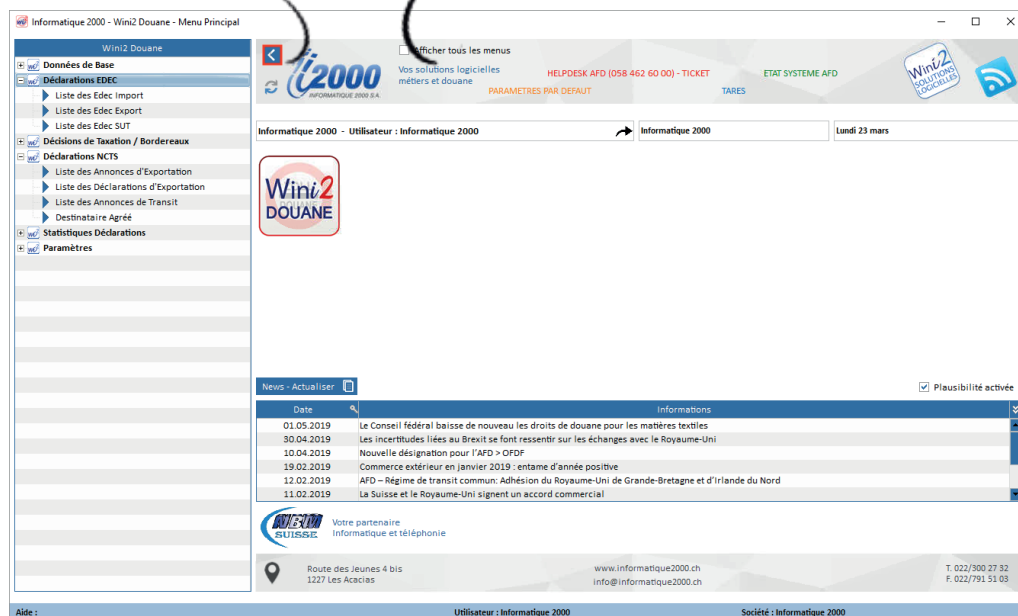 Informatique 2000 - Wini2 Douane - Menu Principal
Wini2 Douane
Données de Base
Déclarations EDEC
Liste des Edec Import
Liste des Edec Export
Liste des Edec SUT
Décisions de Taxation / Bordereaux
Déclarations NCTS
Liste des Annonces d'Exportation
Liste des Déclarations d'Exportation
Liste des Annonces de Transit
Destinataire Agréé
Statistiques Déclarations
Paramètres
i2000
INFORMATIQUE 2000 S.A.
Afficher tous les menus
Vos solutions logicielles
métiers et douane
HELPDESK AFD (058 462 60 00) - TICKET
ETAT SYSTEME AFD
PARAMETRES PAR DEFAUT
TARES
Wini2
SOLUTIONS
LOGICIELLES
Informatique 2000 - Utilisateur : Informatique 2000
Informatique 2000
Lundi 23 mars
Wini2
DOUANE
DOUANE
News - Actualiser
Plausibilité activée
Date Informations
01.05.2019 Le Conseil fédéral baisse de nouveau les droits de douane pour les matières textiles
30.04.2019 Les incertitudes liées au Brexit se font ressentir sur les échanges avec le Royaume-Uni
10.04.2019 Nouvelle désignation pour l'AFD > OFDF
19.02.2019 Commerce extérieur en janvier 2019 : entame d'année positive
12.02.2019 AFD – Régime de transit commun: Adhésion du Royaume-Uni de Grande-Bretagne et d'Irlande du Nord
11.02.2019 La Suisse et le Royaume-Uni signent un accord commercial
NBM
SUISSE
Votre partenaire
Informatique et téléphonie
Route des Jeunes 4 bis
1227 Les Acacias
www.informatique2000.ch
info@informatique2000.ch
T. 022/300 27 32
F. 022/791 51 03
Aide :
Utilisateur : Informatique 2000
Société : Informatique 2000